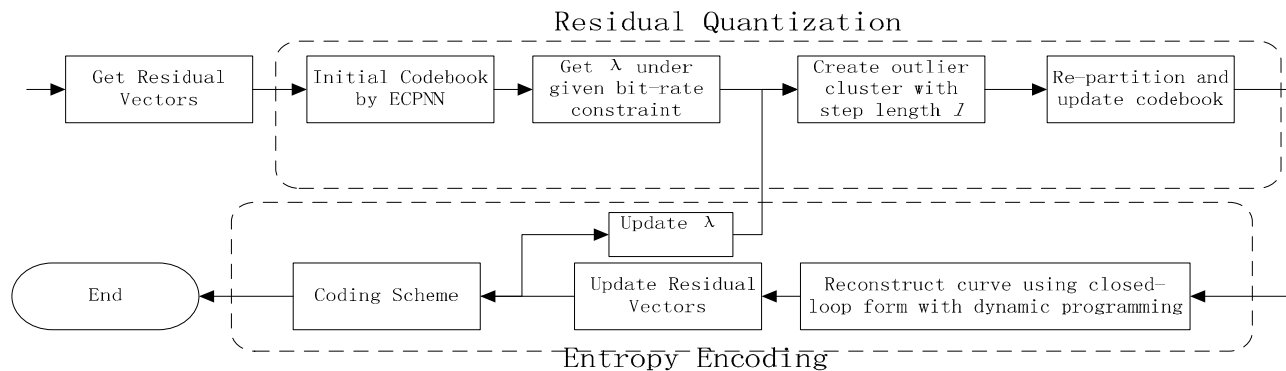 Residual Quantization
Get Residual
Vectors
Initial Codebook
by ECPNN
Get λ under
given bit-rate
constraint
Create outlier
cluster with
step length l
Re-partition and
update codebook
Update λ
End
Coding Scheme
Update Residual
Vectors
Reconstruct curve using closed-
loop form with dynamic programming
Entropy Encoding